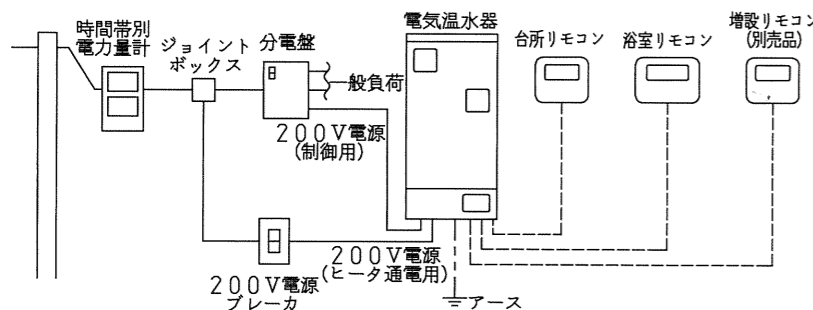 時間帯別
電力量計
ジョイント
ボックス
分電盤
一般負荷
200V電源
(制御用)
電気温水器
台所リモコン
浴室リモコン
増設リモコン
(別売品)
200V電源
ブレーカ
200V電源
(ヒータ通電用)
アース